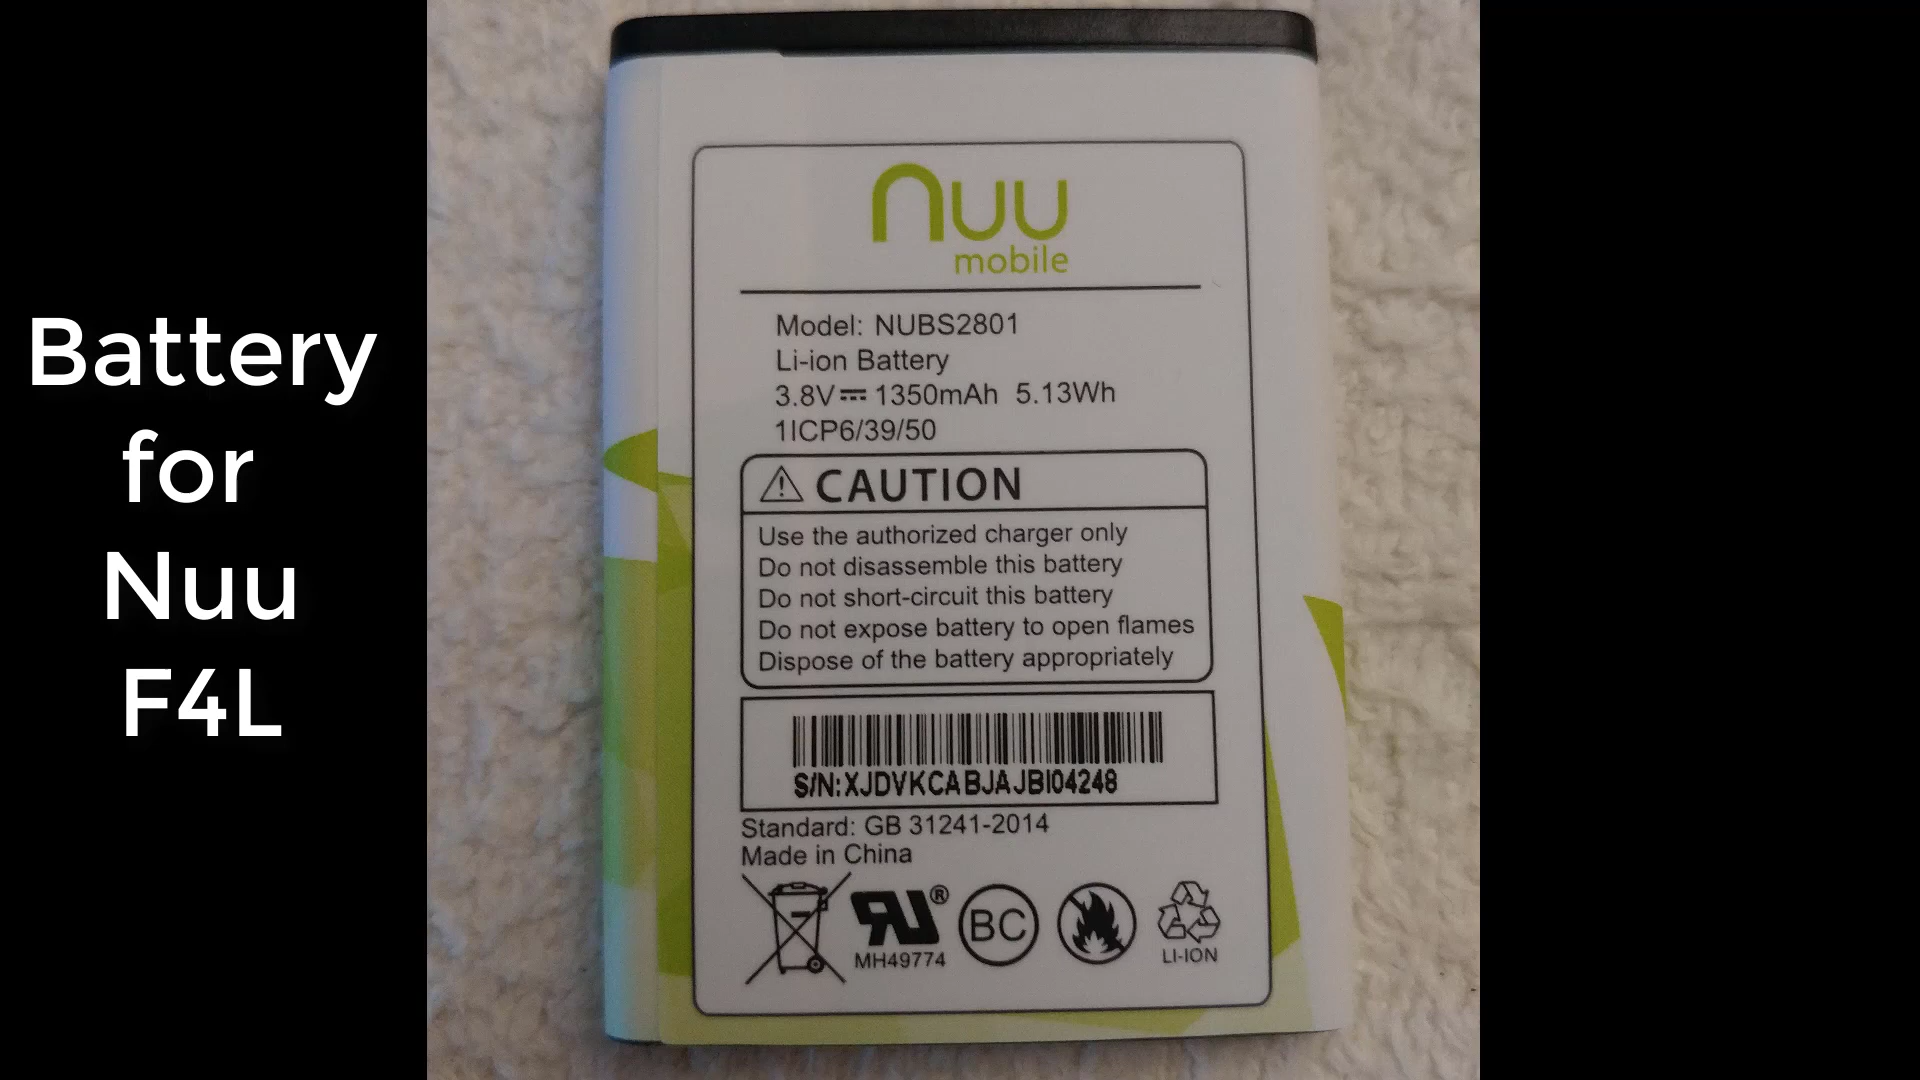 Battery
for
Nuu
F4L
nuu
mobile
Model: NUBS2801
Li-ion Battery
3.8V⎓1350mAh 5.13Wh
1ICP6/39/50
CAUTION
Use the authorized charger only
Do not disassemble this battery
Do not short-circuit this battery
Do not expose battery to open flames
Dispose of the battery appropriately
S/N:XJDVKCABJAJBI04248
Standard: GB 31241-2014
Made in China
RU®
MH49774
BC
LI-ION